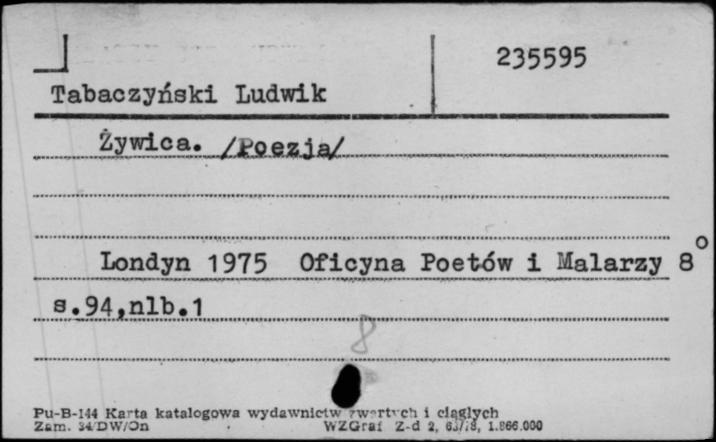 235595
Tabaczyński Ludwik
Żywica. /Poezja/
Londyn 1975 Oficyna Poetów i Malarzy 8°
s.94,nlb.1
8
Pu-B-144 Karta katalogowa wydawnictw zwartych i ciągłych
Zam. 34/DW/On WZGraf Z-d 2, 1.866.000